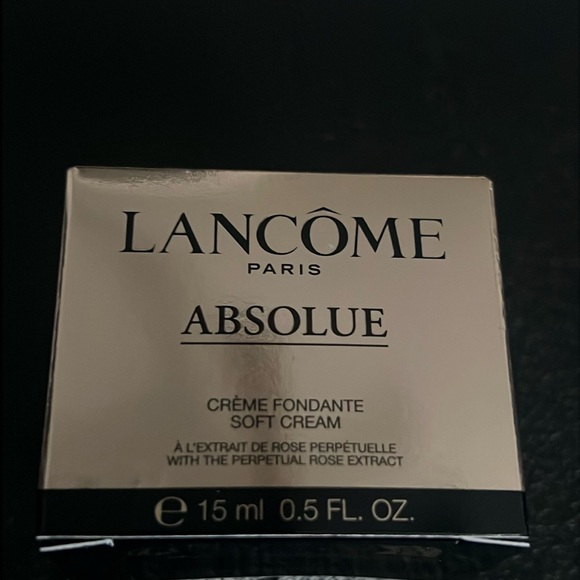 LANCÔME
PARIS
ABSOLUE
CRÈME FONDANTE
SOFT CREAM
À L'EXTRAIT DE ROSE PERPÉTUELLE
WITH THE PERPETUAL ROSE EXTRACT
℮ 15 ml 0.5 FL. OZ.